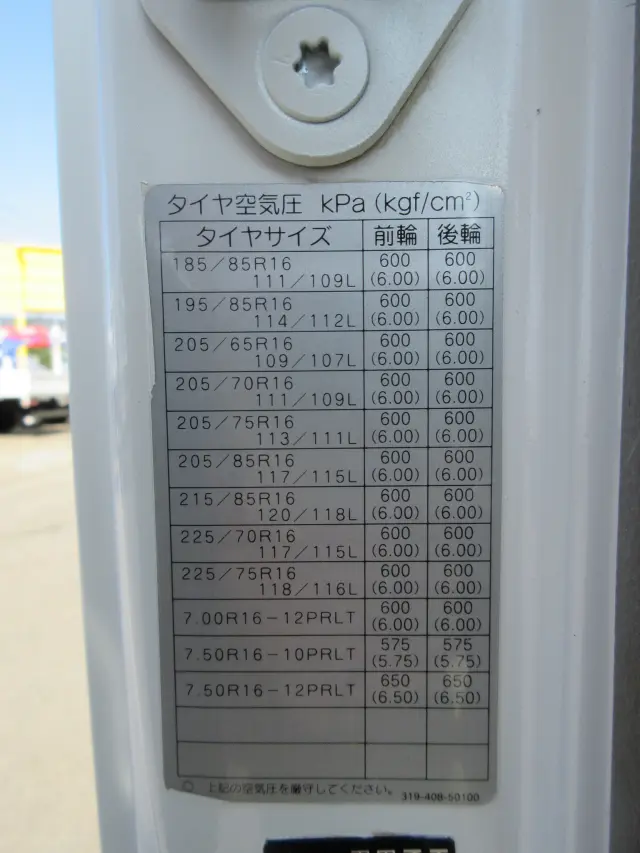 タイヤ空気圧 kPa (kgf/cm²)
タイヤサイズ 前輪 後輪
185/85R16 600 600
111/109L (6.00) (6.00)
195/85R16 600 600
114/112L (6.00) (6.00)
205/65R16 600 600
109/107L (6.00) (6.00)
205/70R16 600 600
111/109L (6.00) (6.00)
205/75R16 600 600
113/111L (6.00) (6.00)
205/85R16 600 600
117/115L (6.00) (6.00)
215/85R16 600 600
120/118L (6.00) (6.00)
225/70R16 600 600
117/115L (6.00) (6.00)
225/75R16 600 600
118/116L (6.00) (6.00)
7.00R16-12PRLT 600 600
(6.00) (6.00)
7.50R16-10PRLT 575 575
(5.75) (5.75)
7.50R16-12PRLT 650 650
(6.50) (6.50)
○ 上記の空気圧を厳守してください。 319-408-50100